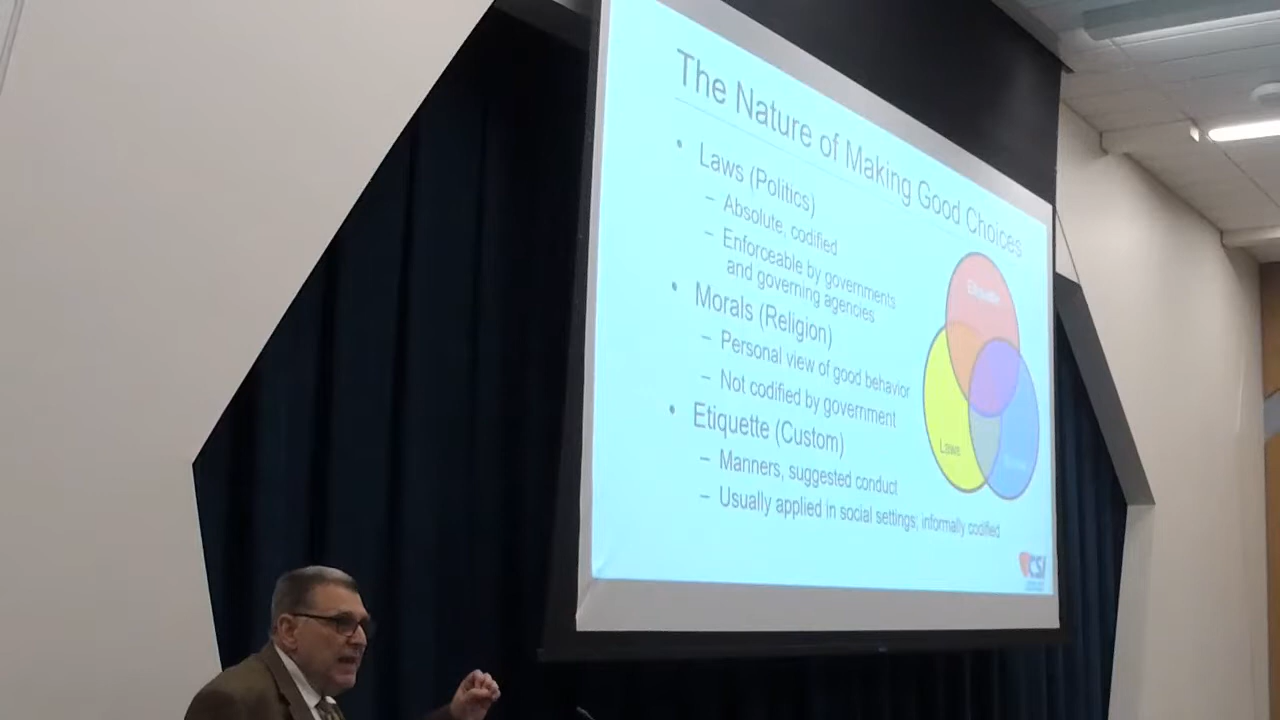 The Nature of Making Good Choices
• Laws (Politics)
– Absolute, codified
– Enforceable by governments
and governing agencies
• Morals (Religion)
– Personal view of good behavior
– Not codified by government
• Etiquette (Custom)
– Manners, suggested conduct
– Usually applied in social settings; informally codified
Etiquette
Laws
CSI